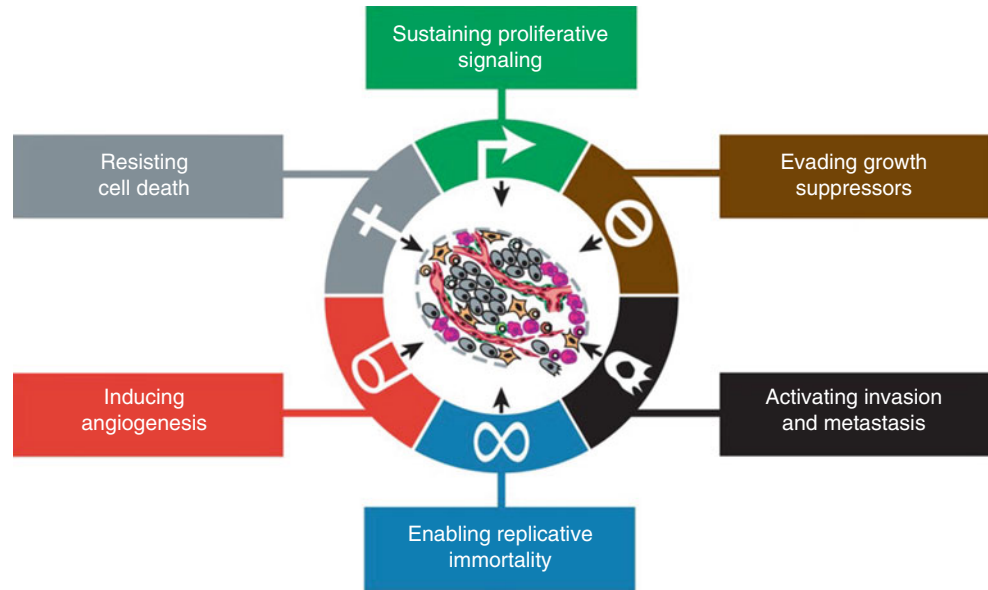 Sustaining proliferative
signaling
Resisting
cell death
Evading growth
suppressors
Inducing
angiogenesis
Activating invasion
and metastasis
Enabling replicative
immortality